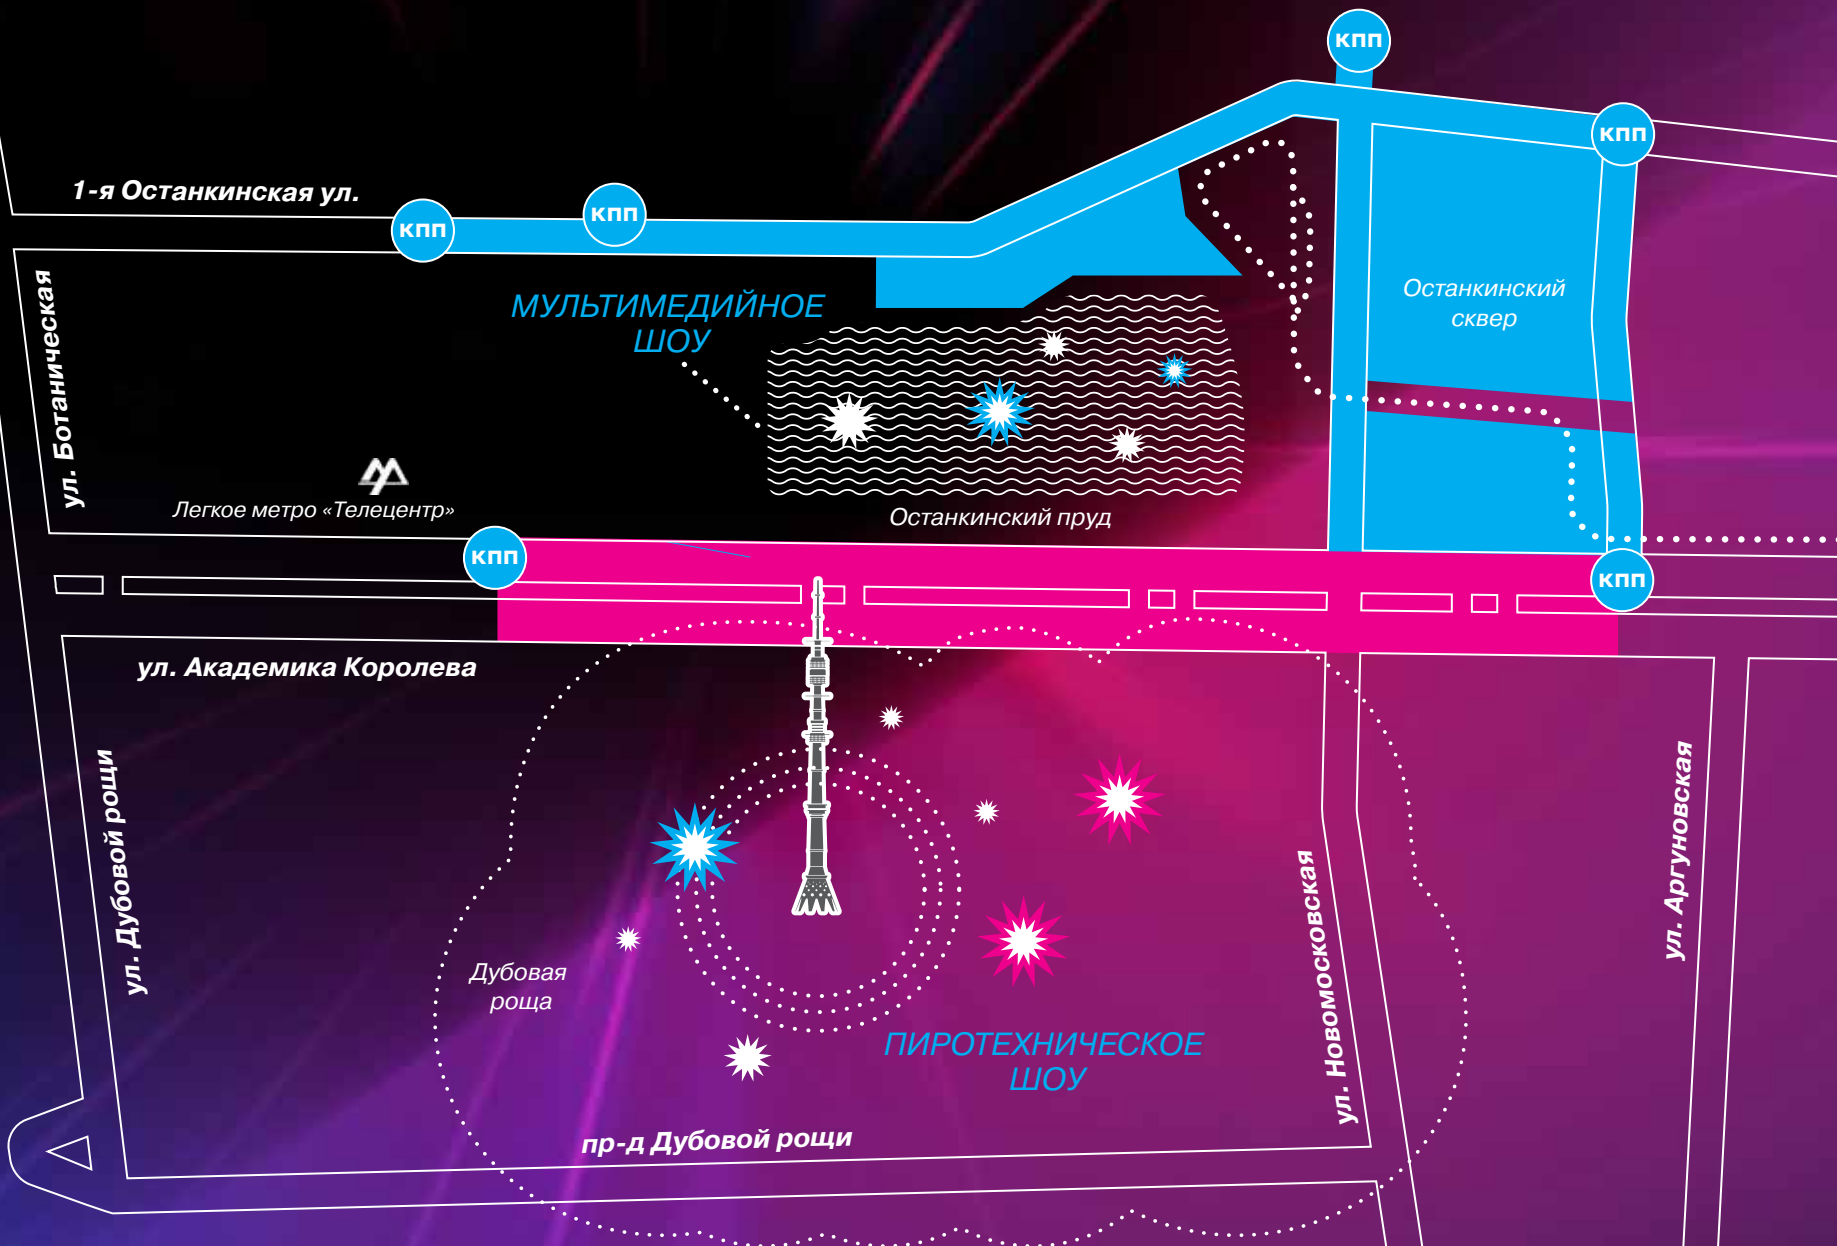 КПП
КПП
1-я Останкинская ул.
КПП
КПП
ул. Ботаническая
МУЛЬТИМЕДИЙНОЕ
ШОУ
Останкинский
сквер
Легкое метро «Телецентр»
Останкинский пруд
КПП
КПП
ул. Академика Королева
ул. Дубовой рощи
ул. Новомосковская
ул. Аргуновская
Дубовая
роща
ПИРОТЕХНИЧЕСКОЕ
ШОУ
пр-д Дубовой рощи